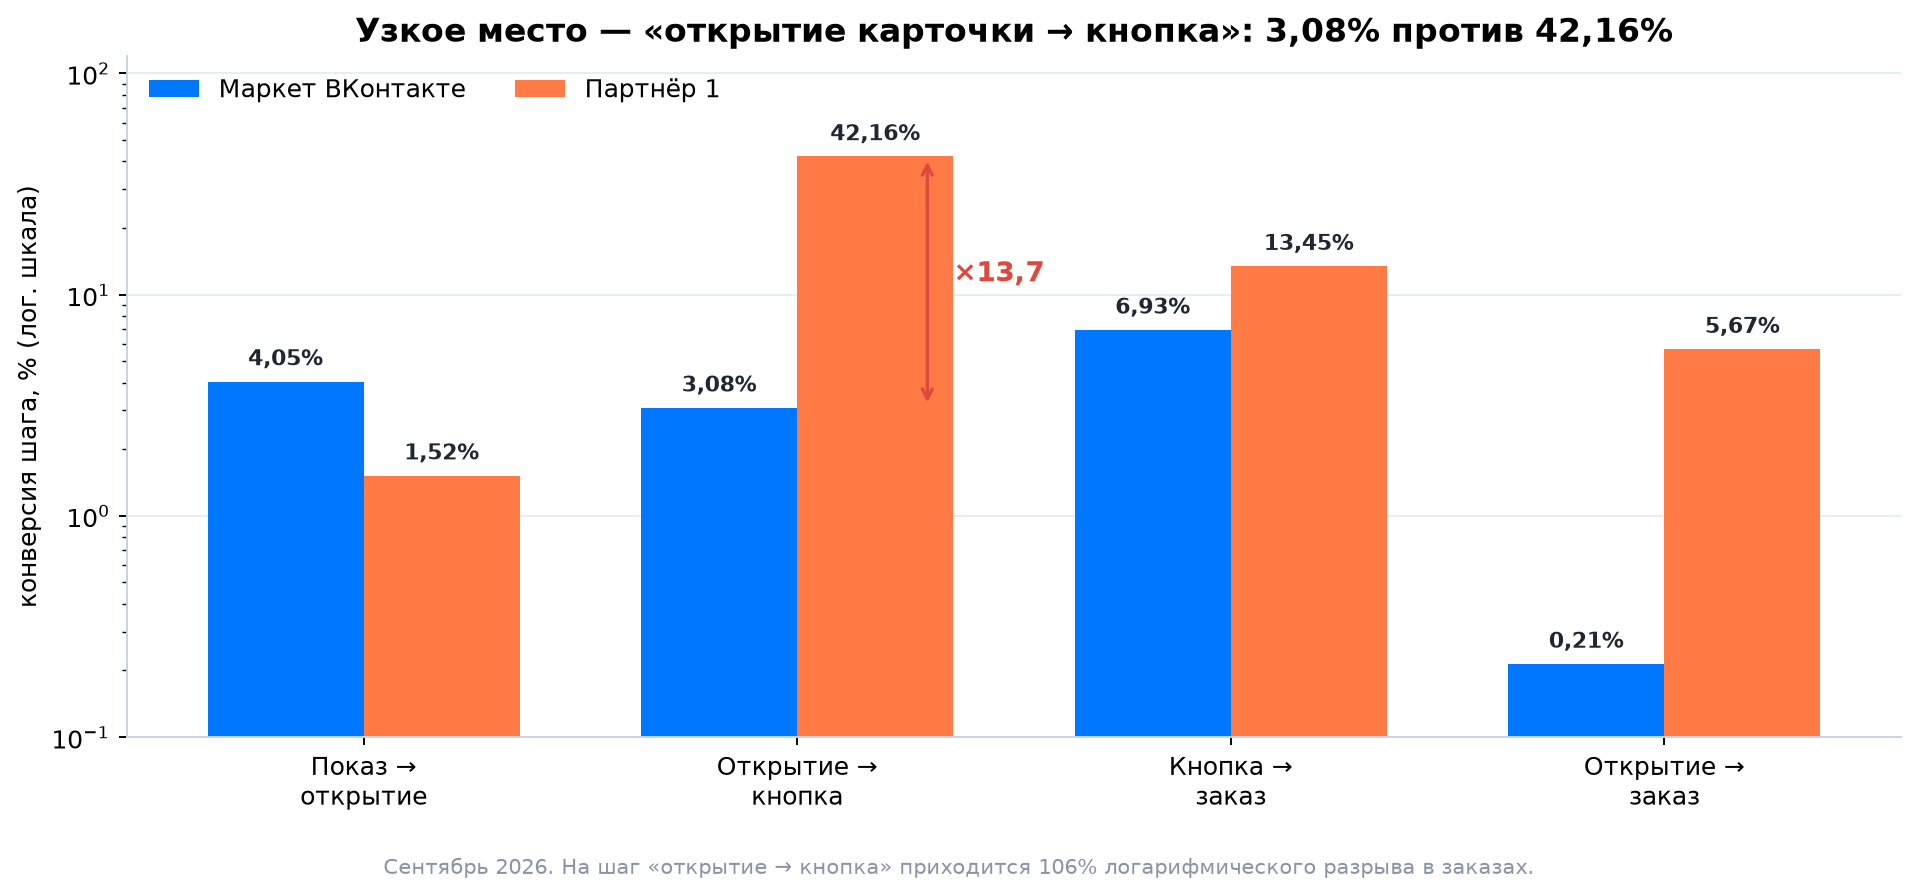 Узкое место — «открытие карточки → кнопка»: 3,08% против 42,16%
Маркет ВКонтакте
Партнёр 1
конверсия шага, % (лог. шкала)
10²
10¹
10⁰
10⁻¹
4,05%
1,52%
3,08%
42,16%
×13,7
6,93%
13,45%
0,21%
5,67%
Показ →
открытие
Открытие →
кнопка
Кнопка →
заказ
Открытие →
заказ
Сентябрь 2026. На шаг «открытие → кнопка» приходится 106% логарифмического разрыва в заказах.